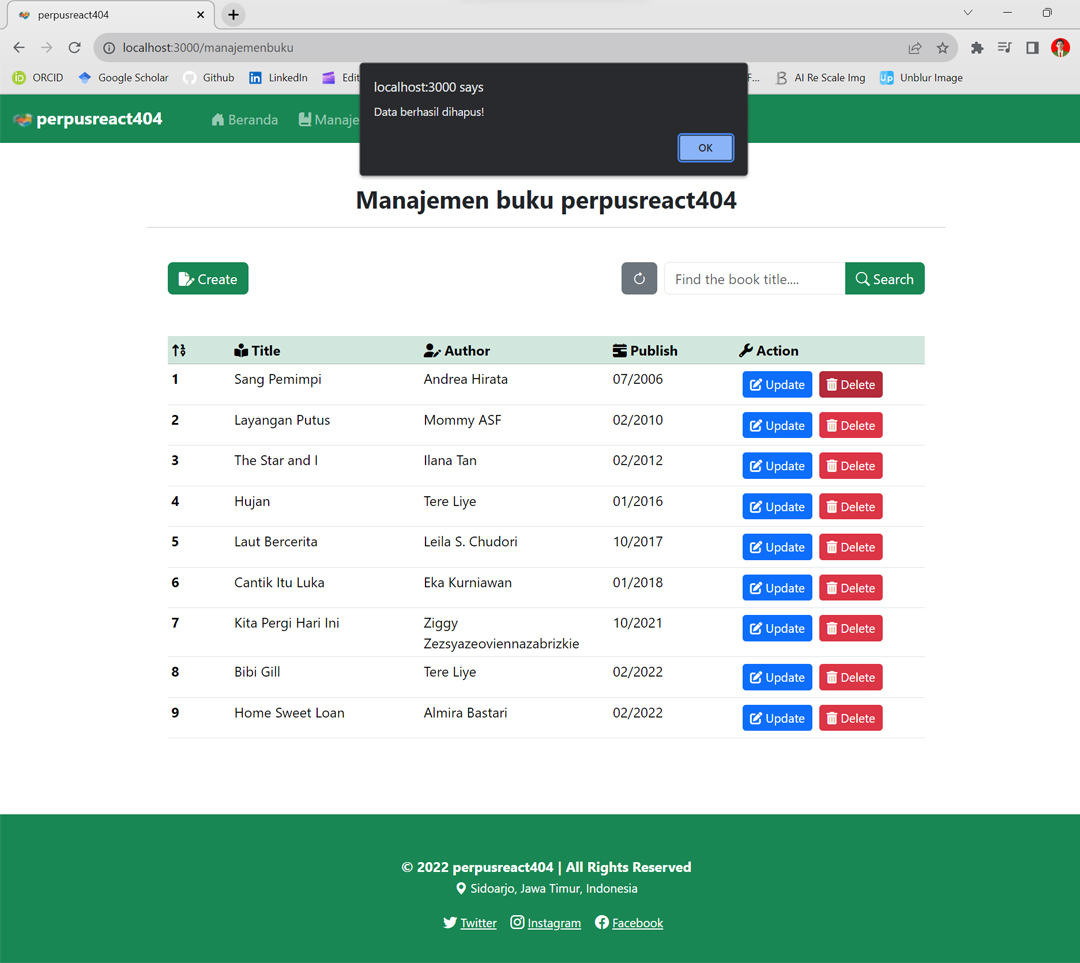 perpusreact404
localhost:3000/manajemenbuku
ORCID Google Scholar Github LinkedIn Edit F... AI Re Scale Img Up Unblur Image
localhost:3000 says
Data berhasil dihapus!
OK
perpusreact404 Beranda Manaje
Manajemen buku perpusreact404
Create Find the book title.... Search
Title Author Publish Action
1 Sang Pemimpi Andrea Hirata 07/2006 Update Delete
2 Layangan Putus Mommy ASF 02/2010 Update Delete
3 The Star and I Ilana Tan 02/2012 Update Delete
4 Hujan Tere Liye 01/2016 Update Delete
5 Laut Bercerita Leila S. Chudori 10/2017 Update Delete
6 Cantik Itu Luka Eka Kurniawan 01/2018 Update Delete
7 Kita Pergi Hari Ini Ziggy 10/2021 Update Delete
Zezsyazeoviennazabrizkie
8 Bibi Gill Tere Liye 02/2022 Update Delete
9 Home Sweet Loan Almira Bastari 02/2022 Update Delete
© 2022 perpusreact404 | All Rights Reserved
Sidoarjo, Jawa Timur, Indonesia
Twitter Instagram Facebook